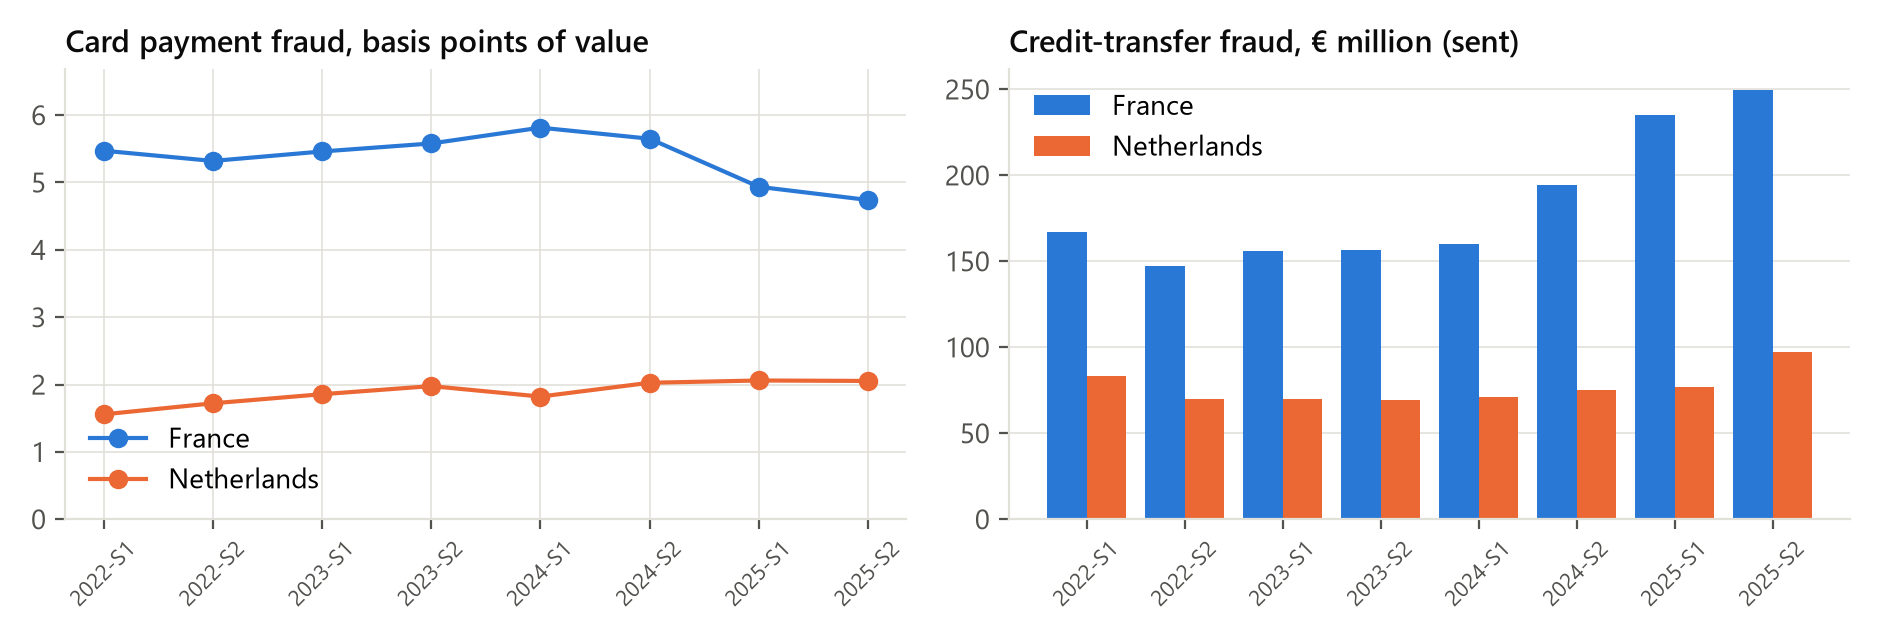 Card payment fraud, basis points of value
6
5
4
3
2
1
0
France
Netherlands
2022-S1
2022-S2
2023-S1
2023-S2
2024-S1
2024-S2
2025-S1
2025-S2
Credit-transfer fraud, € million (sent)
250
200
150
100
50
0
France
Netherlands
2022-S1
2022-S2
2023-S1
2023-S2
2024-S1
2024-S2
2025-S1
2025-S2